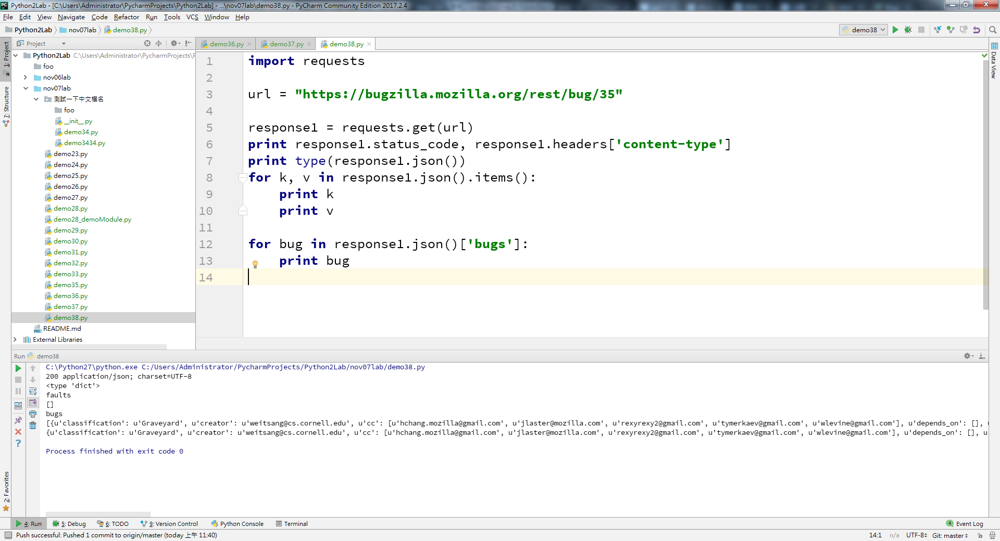 Python2Lab - [C:\Users\Administrator\PycharmProjects\Python2Lab] - ...\nov07lab\demo38.py - PyCharm Community Edition 2017.2.4
File Edit View Navigate Code Refactor Run Tools VCS Window Help
Python2Lab nov07lab demo38.py demo38
1: Project
7: Structure
2: Favorites
Data View
Project
Python2Lab C:\Users\Administrator\PycharmProjects\P
foo
nov06lab
nov07lab
測試一下中文檔名
foo
__init__.py
demo34.py
demo3434.py
demo23.py
demo24.py
demo25.py
demo26.py
demo27.py
demo28.py
demo28_demoModule.py
demo29.py
demo30.py
demo31.py
demo32.py
demo33.py
demo35.py
demo36.py
demo37.py
demo38.py
README.md
External Libraries
demo36.py demo37.py demo38.py
1 import requests
2
3 url = "https://bugzilla.mozilla.org/rest/bug/35"
4
5 response1 = requests.get(url)
6 print response1.status_code, response1.headers['content-type']
7 print type(response1.json())
8 for k, v in response1.json().items():
9 print k
10 print v
11
12 for bug in response1.json()['bugs']:
13 print bug
14
Run demo38
C:\Python27\python.exe C:/Users/Administrator/PycharmProjects/Python2Lab/nov07lab/demo38.py
200 application/json; charset=UTF-8
<type 'dict'>
faults
[]
bugs
[{u'classification': u'Graveyard', u'creator': u'weitsang@cs.cornell.edu', u'cc': [u'hchang.mozilla@gmail.com', u'jlaster@mozilla.com', u'rexyrexy2@gmail.com', u'tymerkaev@gmail.com', u'wlevine@gmail.com'], u'depends_on': [],
{u'classification': u'Graveyard', u'creator': u'weitsang@cs.cornell.edu', u'cc': [u'hchang.mozilla@gmail.com', u'jlaster@mozilla.com', u'rexyrexy2@gmail.com', u'tymerkaev@gmail.com', u'wlevine@gmail.com'], u'depends_on': [], u
Process finished with exit code 0
4: Run 5: Debug 6: TODO 9: Version Control Python Console Terminal 4 Event Log
Push successful: Pushed 1 commit to origin/master (today 上午 11:40) 14:1 n/a UTF-8 Git: master